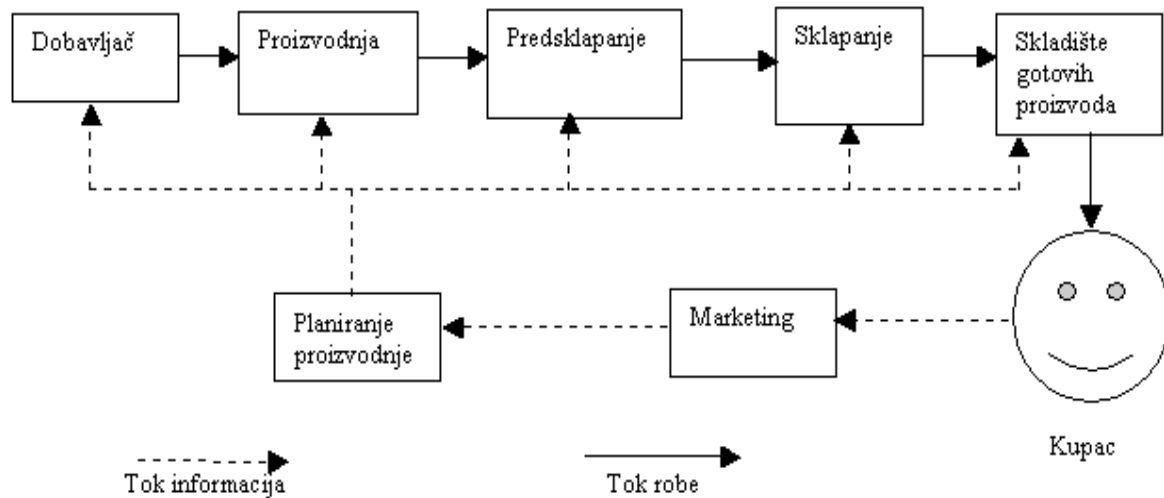 Dobavljač
Proizvodnja
Predsklapanje
Sklapanje
Skladište
gotovih
proizvoda
Planiranje
proizvodnje
Marketing
Kupac
Tok informacija
Tok robe